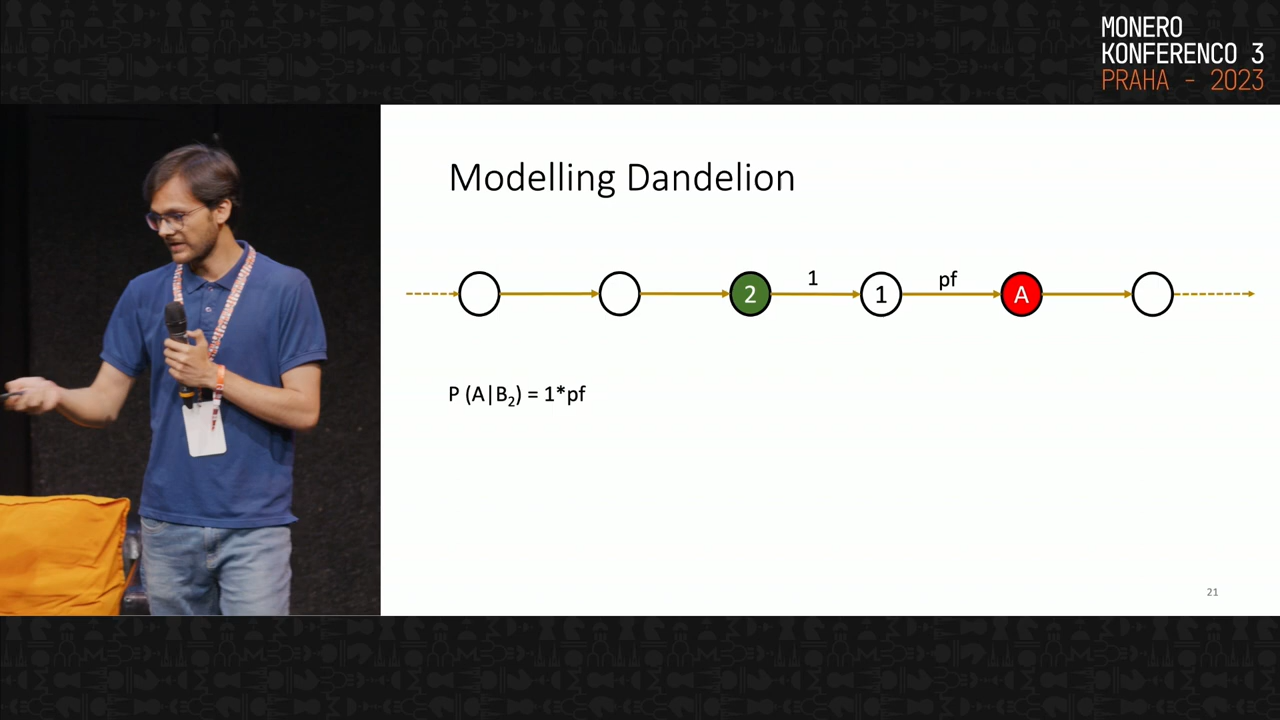 MONERO
KONFERENCO 3
PRAHA - 2023
Modelling Dandelion
1
pf
2
1
A
P (A|B₂) = 1*pf
21